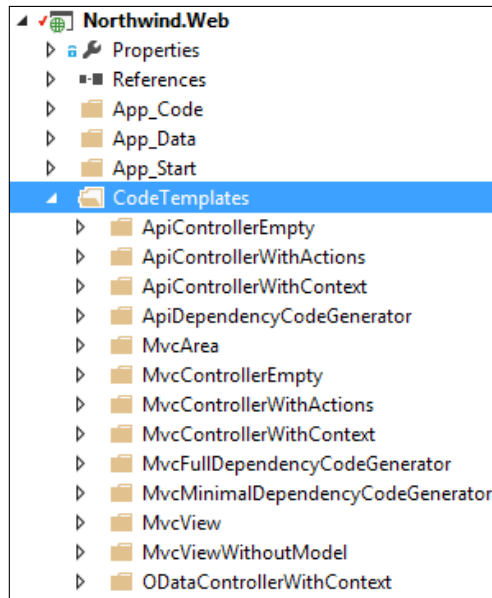 Northwind.Web
Properties
References
App_Code
App_Data
App_Start
CodeTemplates
ApiControllerEmpty
ApiControllerWithActions
ApiControllerWithContext
ApiDependencyCodeGenerator
MvcArea
MvcControllerEmpty
MvcControllerWithActions
MvcControllerWithContext
MvcFullDependencyCodeGenerator
MvcMinimalDependencyCodeGenerator
MvcView
MvcViewWithoutModel
ODataControllerWithContext